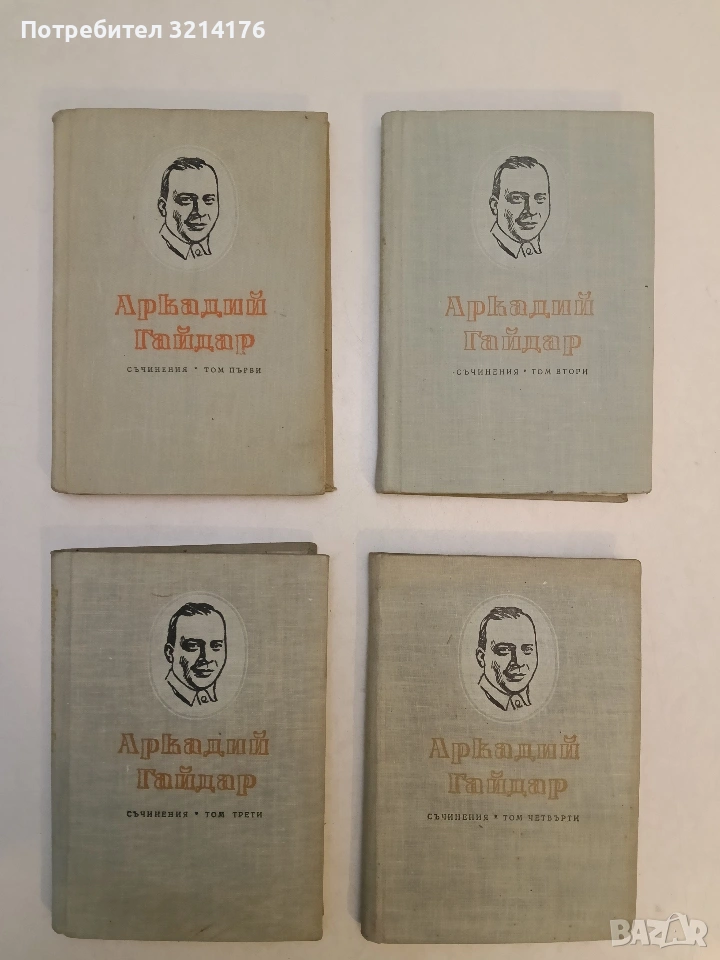 Потребител 3214176
Аркадий
Гайдар
СЪЧИНЕНИЯ • ТОМ ПЪРВИ
Аркадий
Гайдар
СЪЧИНЕНИЯ • ТОМ ВТОРИ
Аркадий
Гайдар
СЪЧИНЕНИЯ • ТОМ ТРЕТИ
Аркадий
Гайдар
СЪЧИНЕНИЯ • ТОМ ЧЕТВЪРТИ
BAZAR